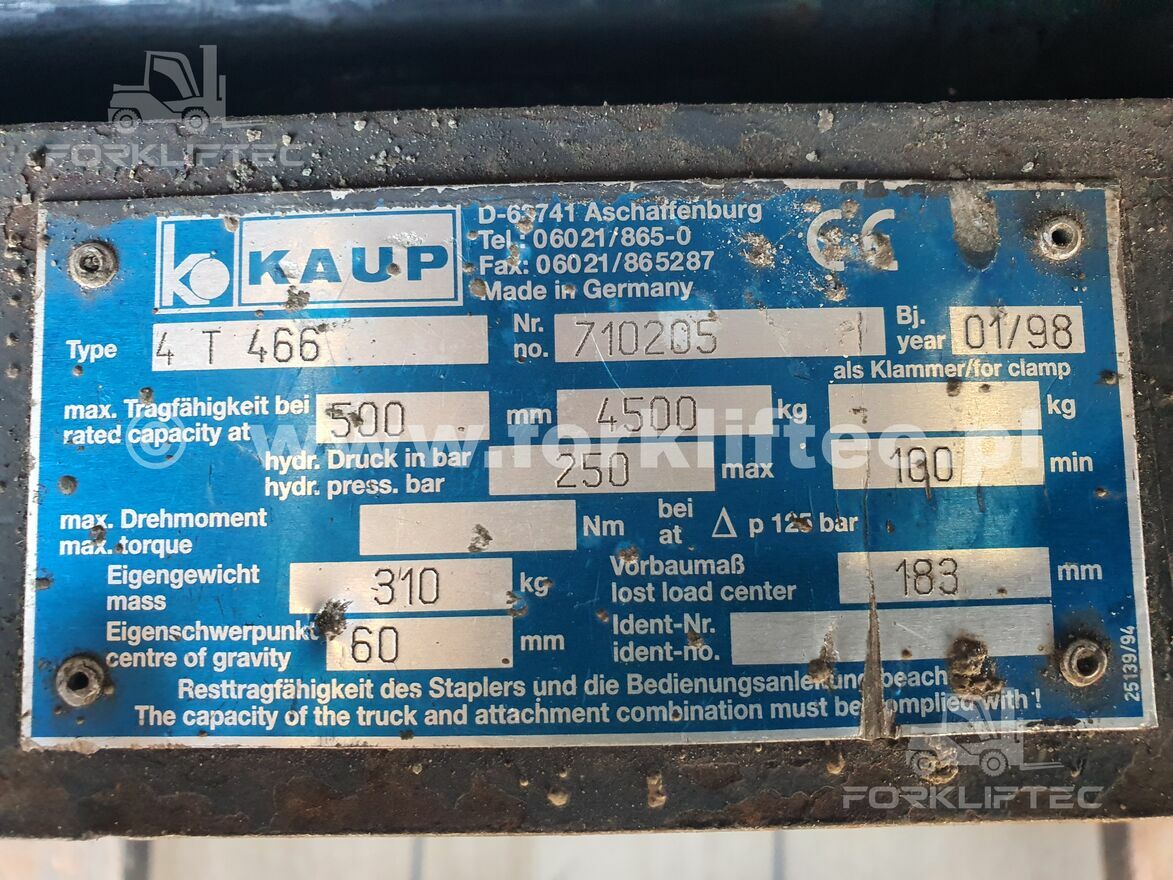 FORKLIFTEC
KAUP
Aschaffenburg
Tel.: 06021/865-0
Fax: 06021/865287
Made in Germany
CE
Type 4 T 466 Nr. no. 710205 1 Bj. year 01/98
als Klammer/for clamp
max. Tragfähigkeit bei rated capacity at 500 mm 4500 kg kg
© www.forkliftec.pl
hydr. Druck in bar hydr. press. bar 250 max 100 min
max. Drehmoment max. torque Nm bei at Δ p 125 bar
Eigengewicht mass 310 kg Vorbaumaß lost load center 183 mm
Eigenschwerpunkt centre of gravity 60 mm Ident-Nr. ident-no.
Resttragfähigkeit des Staplers und die Bedienungsanleitung beach
The capacity of the truck and attachment combination must be complied with !
25139/94
FORKLIFTEC